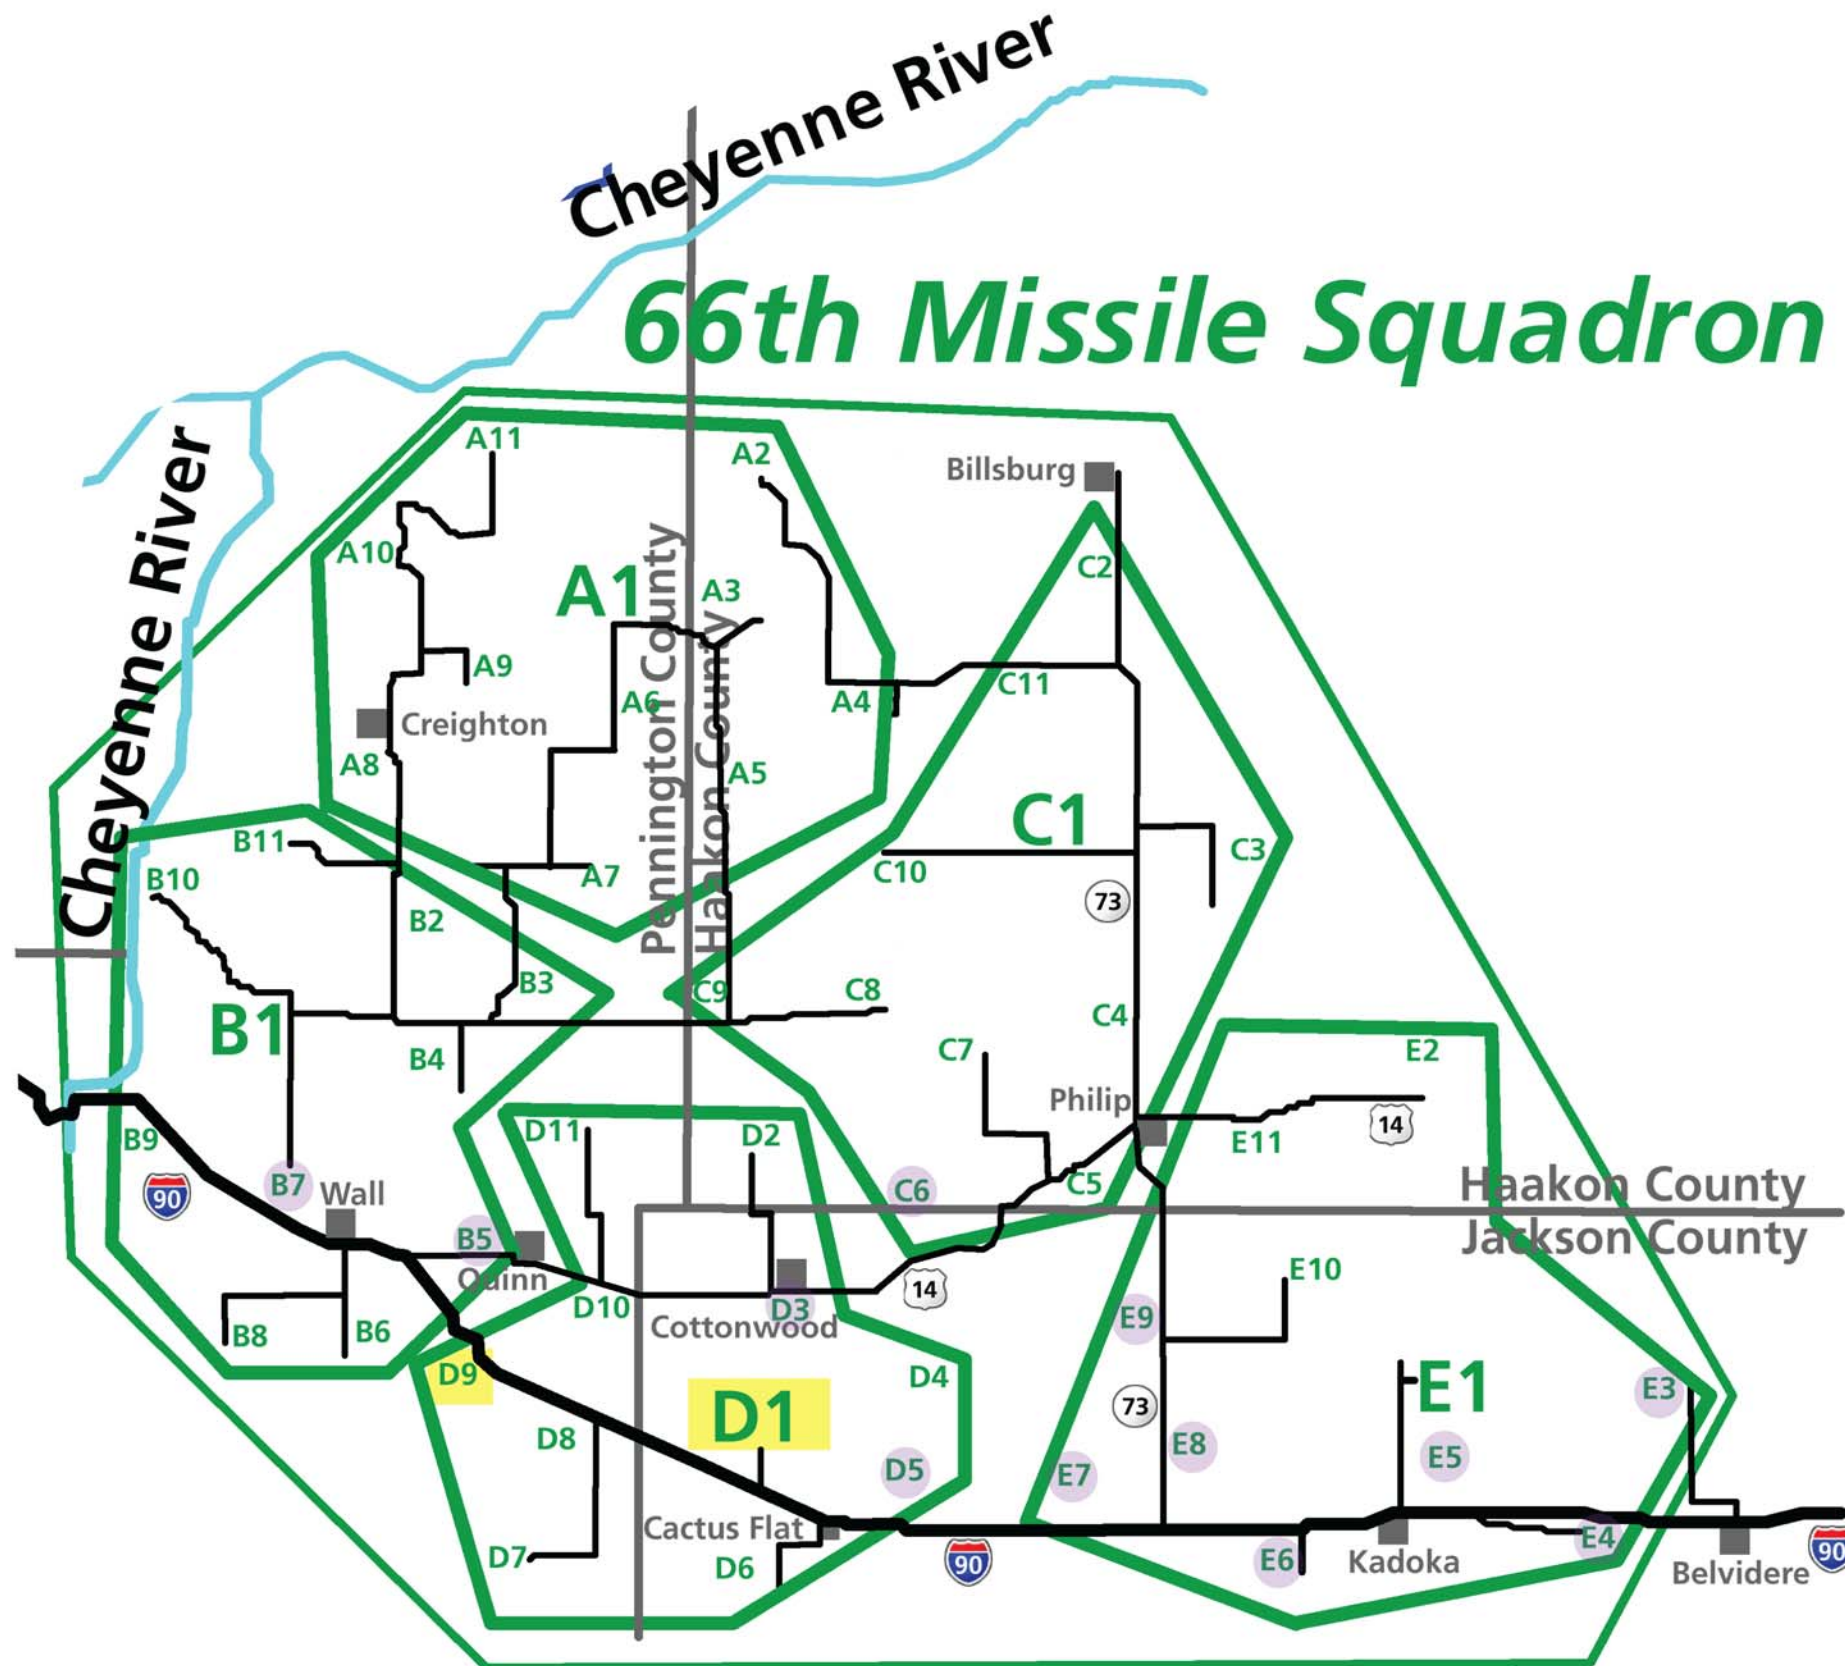 Cheyenne River
66th Missile Squadron
Cheyenne River
A11
A2
Billsburg
A10
A1
A3
C2
Pennington County
Haakon County
A9
A6
A4
C11
Creighton
A8
A5
C1
B11
C3
B10
A7
C10
73
B2
B3
C9
C8
B1
C4
B4
C7
E2
Philip
14
B9
D11
D2
E11
90
B7
Wall
C6
C5
Haakon County
Jackson County
B5
Quinn
14
E10
D10
D3
E9
Cottonwood
B8
B6
D9
D4
E3
D1
73
E1
D8
D5
E7
E8
E5
Cactus Flat
D7
D6
90
E6
Kadoka
E4
Belvidere
90